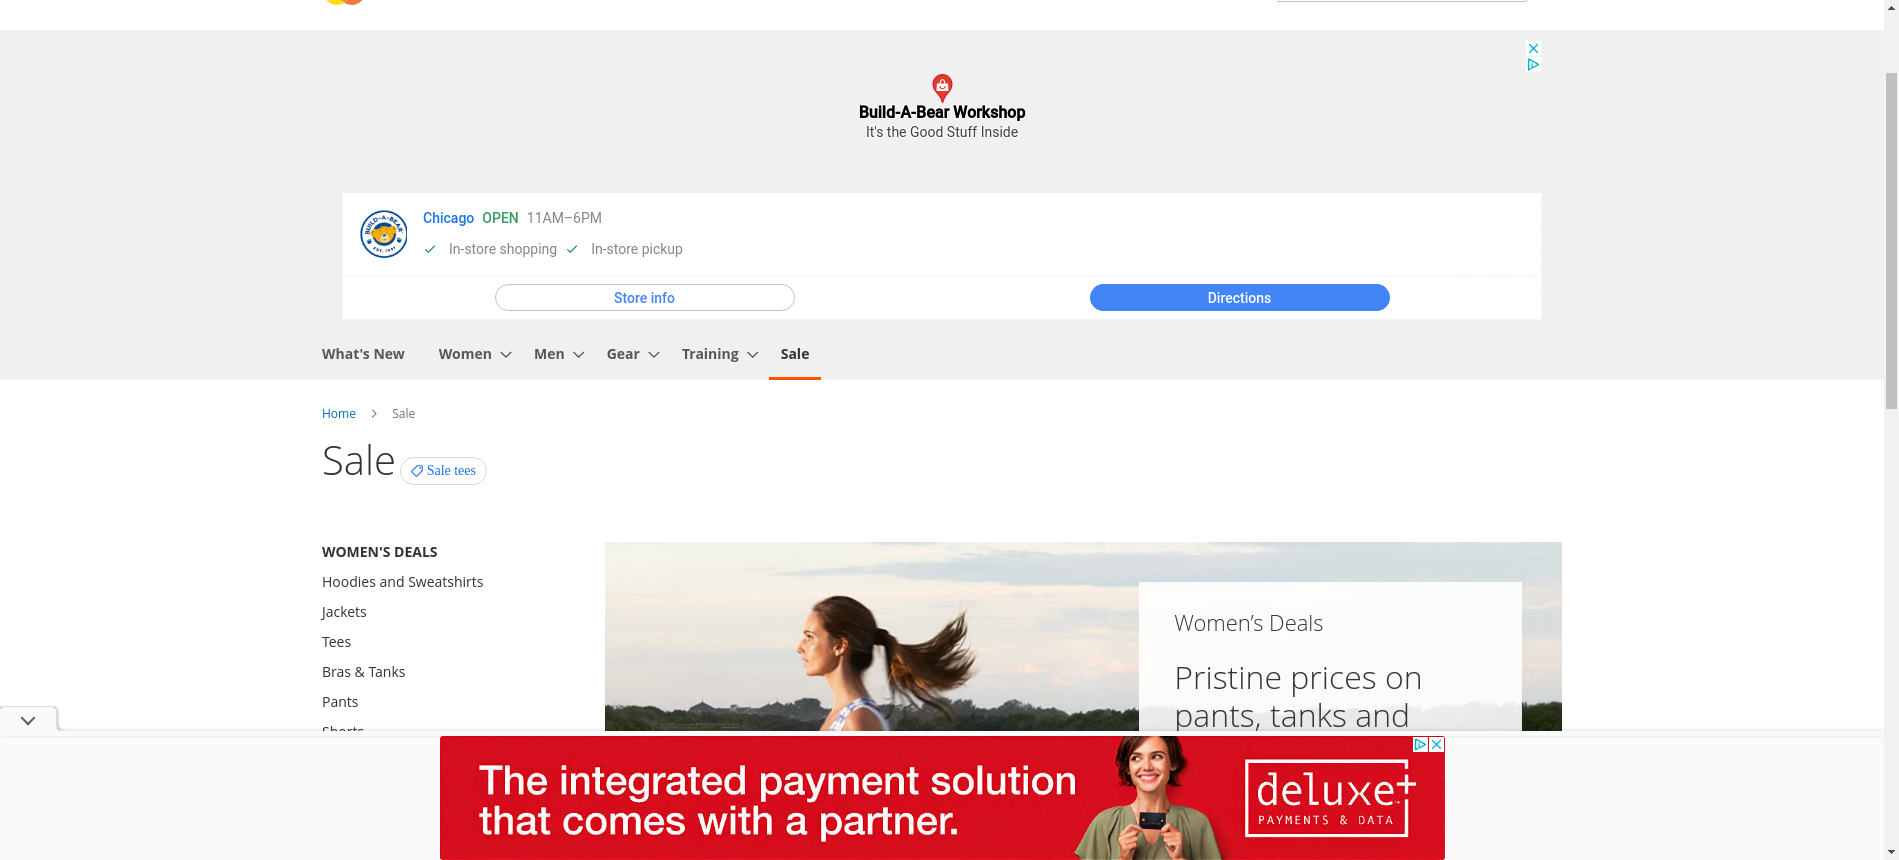 Build-A-Bear Workshop
It's the Good Stuff Inside
Chicago OPEN 11AM–6PM
In-store shopping In-store pickup
Store info Directions
What's New Women Men Gear Training Sale
Home Sale
Sale Sale tees
WOMEN'S DEALS
Hoodies and Sweatshirts
Jackets
Tees
Bras & Tanks
Pants
Shorts
Women’s Deals
Pristine prices on
pants, tanks and
The integrated payment solution
that comes with a partner.
deluxe+
PAYMENTS & DATA